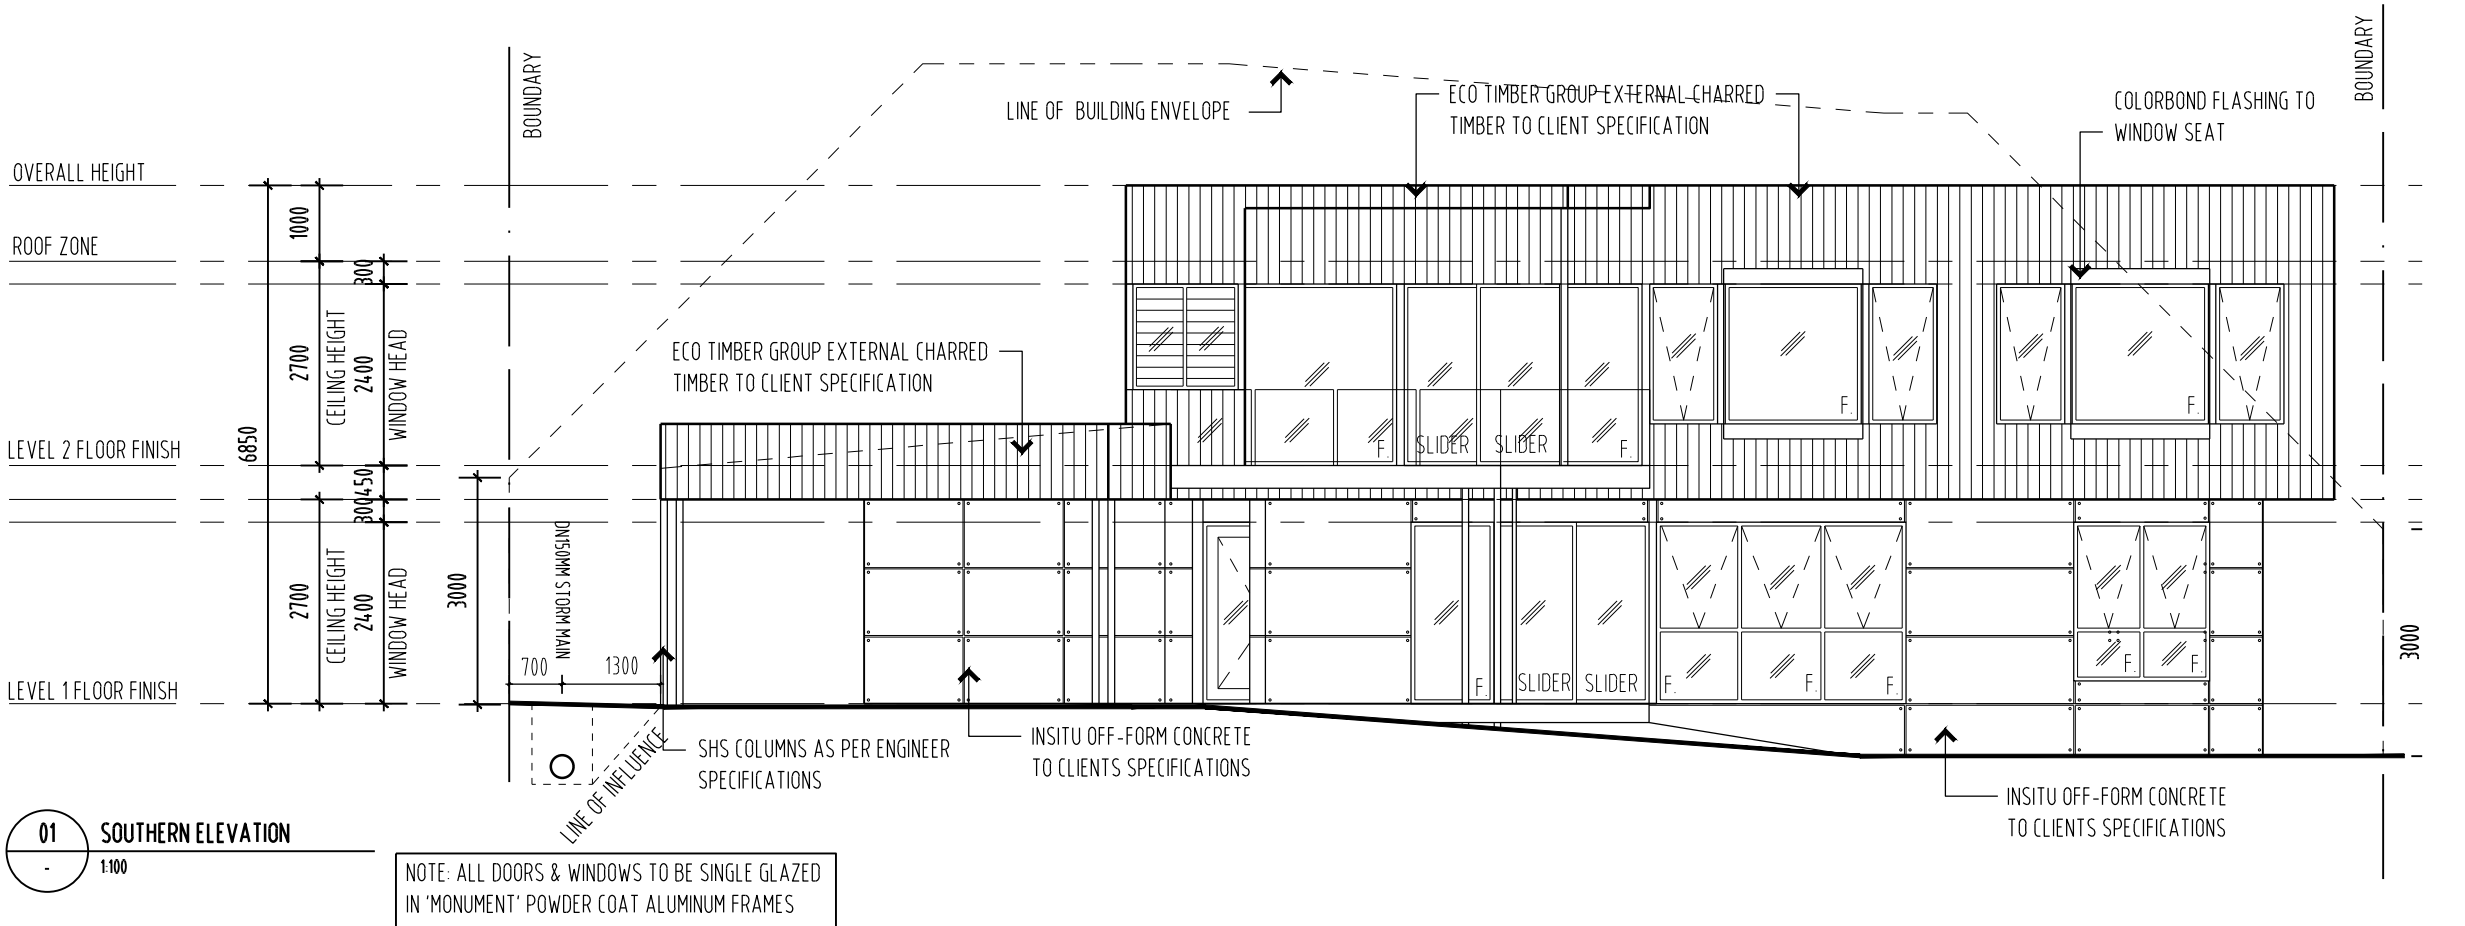 BOUNDARY
BOUNDARY
LINE OF BUILDING ENVELOPE
ECO TIMBER GROUP EXTERNAL CHARRED
TIMBER TO CLIENT SPECIFICATION
COLORBOND FLASHING TO
WINDOW SEAT
OVERALL HEIGHT
1000
ROOF ZONE
300
2700
CEILING HEIGHT
2400
WINDOW HEAD
ECO TIMBER GROUP EXTERNAL CHARRED
TIMBER TO CLIENT SPECIFICATION
F.
F.
6850
LEVEL 2 FLOOR FINISH
F.
SLIDER
SLIDER
F.
450
300
2700
CEILING HEIGHT
2400
WINDOW HEAD
3000
DN150MM STORM MAIN
700
1300
3000
LEVEL 1 FLOOR FINISH
F.
SLIDER
SLIDER
F.
F.
F.
F.
F.
LINE OF INFLUENCE
SHS COLUMNS AS PER ENGINEER
SPECIFICATIONS
INSITU OFF-FORM CONCRETE
TO CLIENTS SPECIFICATIONS
INSITU OFF-FORM CONCRETE
TO CLIENTS SPECIFICATIONS
01
-
SOUTHERN ELEVATION
1:100
NOTE: ALL DOORS & WINDOWS TO BE SINGLE GLAZED
IN 'MONUMENT' POWDER COAT ALUMINUM FRAMES